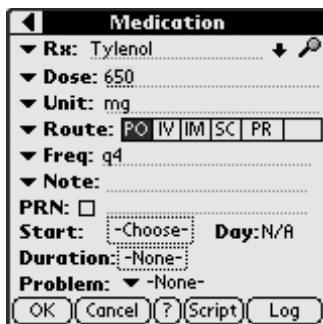 Medication
Rx: Tylenol
Dose: 650
Unit: mg
Route: PO IV IM SC PR
Freq: q4
Note:
PRN:
Start: -Choose- Day: N/A
Duration: -None-
Problem: -None-
OK Cancel ? Script Log